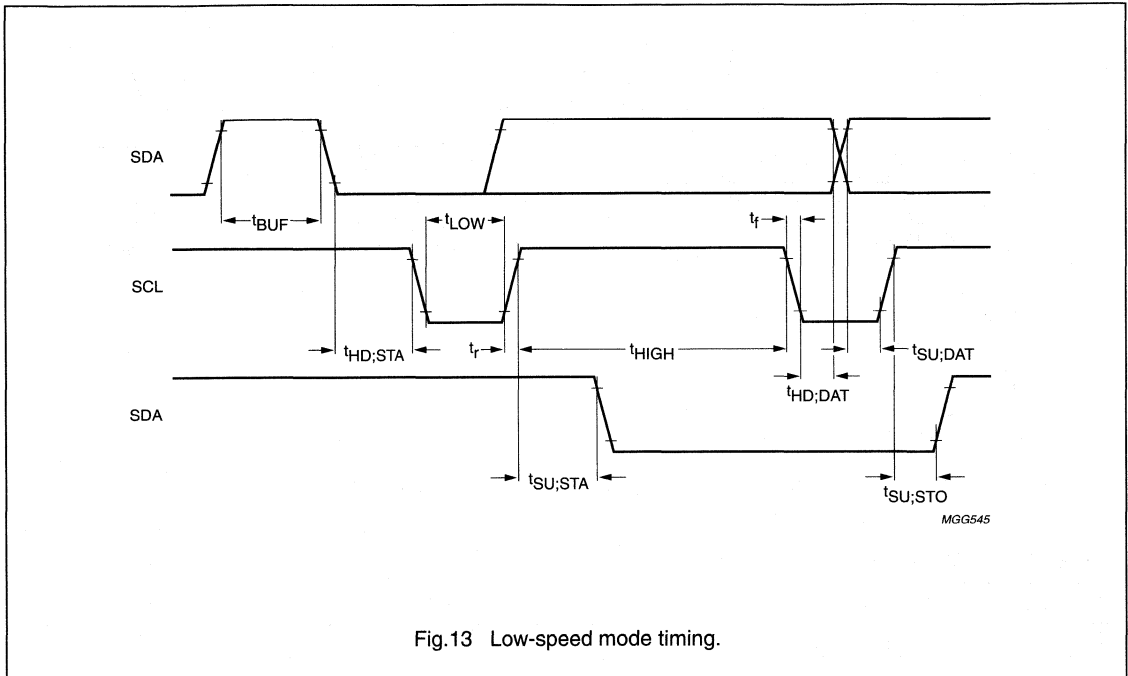 SDA
tBUF
tLOW
tf
SCL
tHD;STA
tr
tHIGH
tSU;DAT
tHD;DAT
SDA
tSU;STA
tSU;STO
MGG545
Fig.13 Low-speed mode timing.